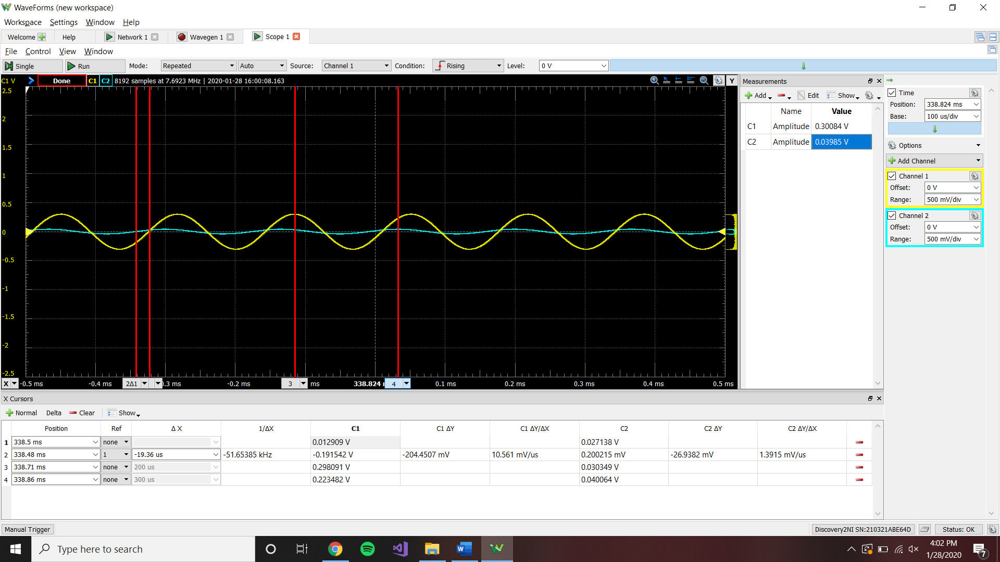 WaveForms (new workspace)
Workspace Settings Window Help
Welcome Help Network 1 Wavegen 1 Scope 1
File Control View Window
Single Run Mode: Repeated Auto Source: Channel 1 Condition: Rising Level: 0 V
C1 V Done C1 C2 8192 samples at 7.6923 MHz | 2020-01-28 16:00:08.163 Y
2.5
2
1.5
1
0.5
0
-0.5
-1
-1.5
-2
-2.5
X -0.5 ms -0.4 ms 2Δ1 0.3 ms -0.2 ms 3 ms 338.824 4 0.1 ms 0.2 ms 0.3 ms 0.4 ms 0.5 ms
Measurements
Add Edit Show
Name Value
C1 Amplitude 0.30084 V
C2 Amplitude 0.03985 V
Time
Position: 338.824 ms
Base: 100 us/div
Options
Add Channel
Channel 1
Offset: 0 V
Range: 500 mV/div
Channel 2
Offset: 0 V
Range: 500 mV/div
X Cursors
Normal Delta Clear Show
Position Ref Δ X 1/ΔX C1 C1 ΔY C1 ΔY/ΔX C2 C2 ΔY C2 ΔY/ΔX
1 338.5 ms none 0.012909 V 0.027138 V
2 338.48 ms 1 -19.36 us -51.65385 kHz -0.191542 V -204.4507 mV 10.561 mV/us 0.200215 mV -26.9382 mV 1.3915 mV/us
3 338.71 ms none 200 us 0.298091 V 0.030349 V
4 338.86 ms none 300 us 0.223482 V 0.040064 V
Manual Trigger Discovery2NI SN:210321ABE64D Status: OK
Type here to search
4:02 PM
1/28/2020
7